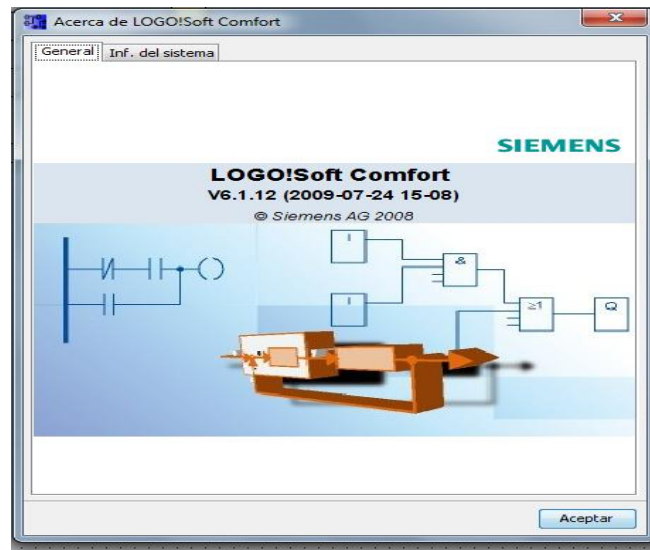 Acerca de LOGO!Soft Comfort
General
Inf. del sistema
SIEMENS
LOGO!Soft Comfort
V6.1.12 (2009-07-24 15-08)
© Siemens AG 2008
I
&
I
≥1
Q
Aceptar